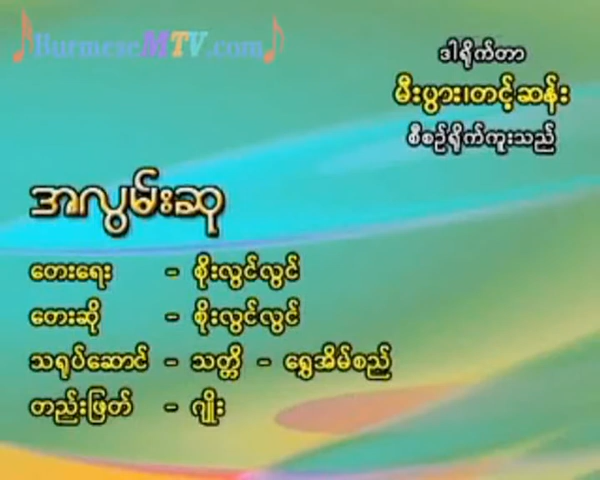 BurmeseMTV.com
ဒါရိုက်တာ
မီးပွား၊တင့်ဆန်း
စီစဉ်ရိုက်ကူးသည်
အလွမ်းဆု
တေးရေး - စိုးလွင်လွင်
တေးဆို - စိုးလွင်လွင်
သရုပ်ဆောင် - သတ္တိ - ရွှေအိမ်စည်
တည်းဖြတ် - ဂျိုး